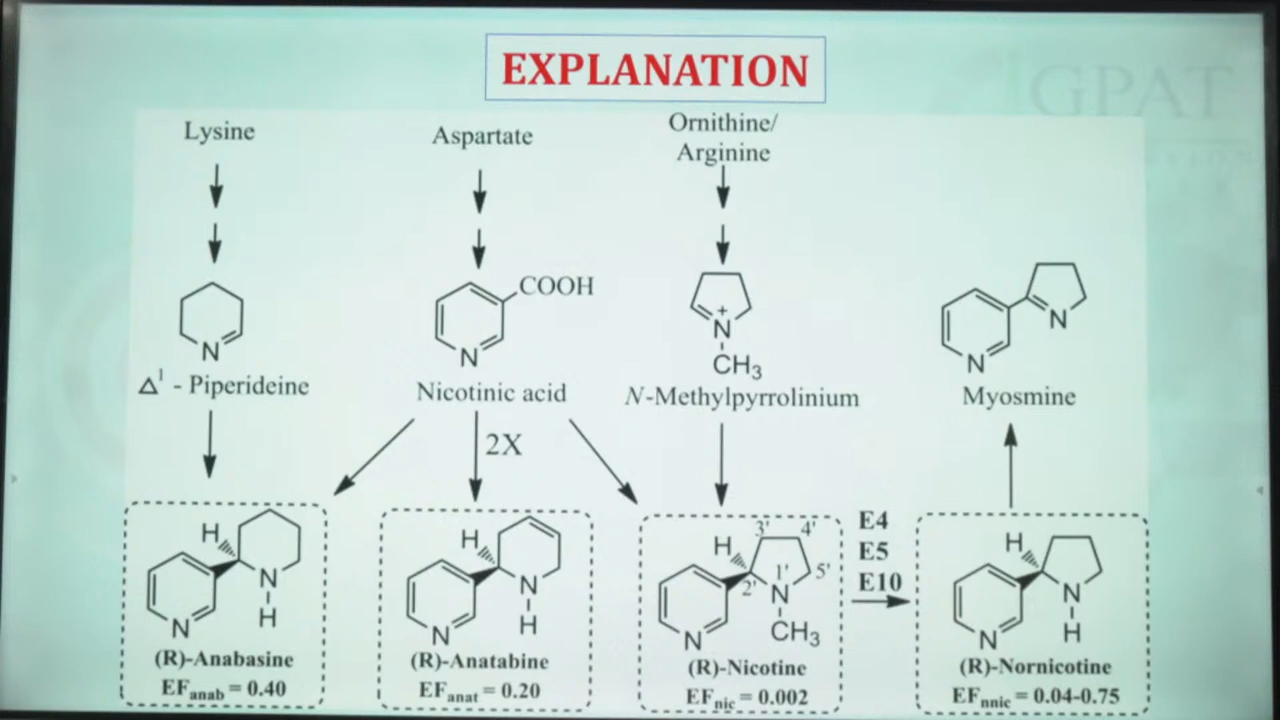 EXPLANATION
GPAT
Lysine
Aspartate
Ornithine/
Arginine
N
Δ¹ - Piperideine
COOH
N
Nicotinic acid
+
N
CH₃
N-Methylpyrrolinium
N
N
Myosmine
2X
H
N
H
N
(R)-Anabasine
EFanab = 0.40
H
N
H
N
(R)-Anatabine
EFanat = 0.20
H
3'
4'
5'
1'
2'
N
CH₃
N
(R)-Nicotine
EFnic = 0.002
E4
E5
E10
H
N
H
N
(R)-Nornicotine
EFnnic = 0.04-0.75